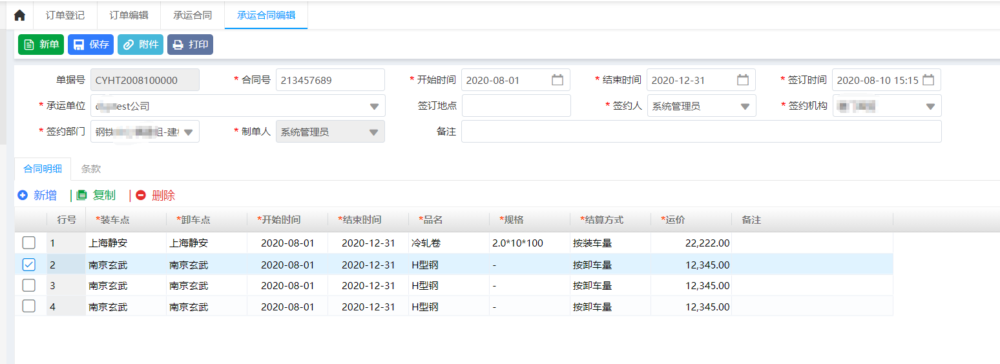 订单登记 订单编辑 承运合同 承运合同编辑
新单 保存 附件 打印
单据号 CYHT2008100000 * 合同号 213457689 * 开始时间 2020-08-01 * 结束时间 2020-12-31 * 签订时间 2020-08-10 15:15
* 承运单位 est公司 签订地点 * 签约人 系统管理员 * 签约机构
* 签约部门 钢铁 组-建 * 制单人 系统管理员 备注
合同明细 条款
新增 | 复制 | 删除
行号 *装车点 *卸车点 *开始时间 *结束时间 *品名 *规格 *结算方式 *运价 备注
1 上海静安 上海静安 2020-08-01 2020-12-31 冷轧卷 2.0*10*100 按装车量 22,222.00
2 南京玄武 南京玄武 2020-08-01 2020-12-31 H型钢 - 按卸车量 12,345.00
3 南京玄武 南京玄武 2020-08-01 2020-12-31 H型钢 - 按卸车量 12,345.00
4 南京玄武 南京玄武 2020-08-01 2020-12-31 H型钢 - 按卸车量 12,345.00